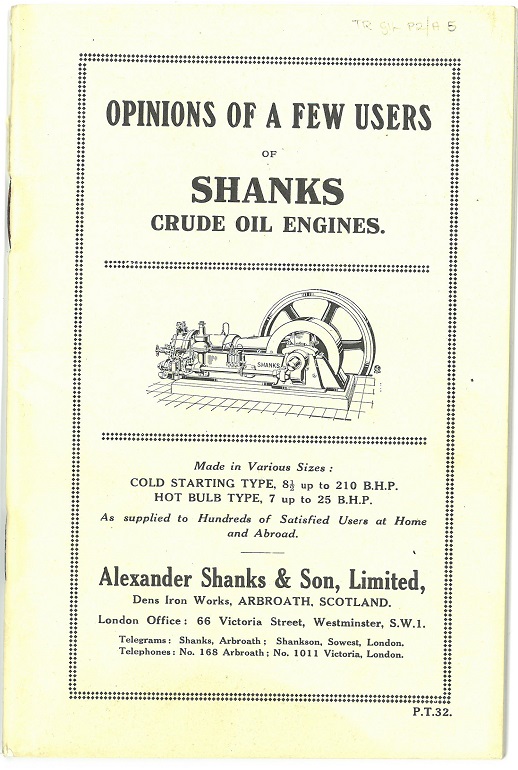 TR P2/A 5
OPINIONS OF A FEW USERS
OF
SHANKS
CRUDE OIL ENGINES.
SHANKS
Made in Various Sizes :
COLD STARTING TYPE, 8½ up to 210 B.H.P.
HOT BULB TYPE, 7 up to 25 B.H.P.
As supplied to Hundreds of Satisfied Users at Home
and Abroad.
Alexander Shanks & Son, Limited,
Dens Iron Works, ARBROATH, SCOTLAND.
London Office : 66 Victoria Street, Westminster, S.W.1.
Telegrams : Shanks, Arbroath ; Shankson, Sowest, London.
Telephones : No. 168 Arbroath ; No. 1011 Victoria, London.
P.T.32.